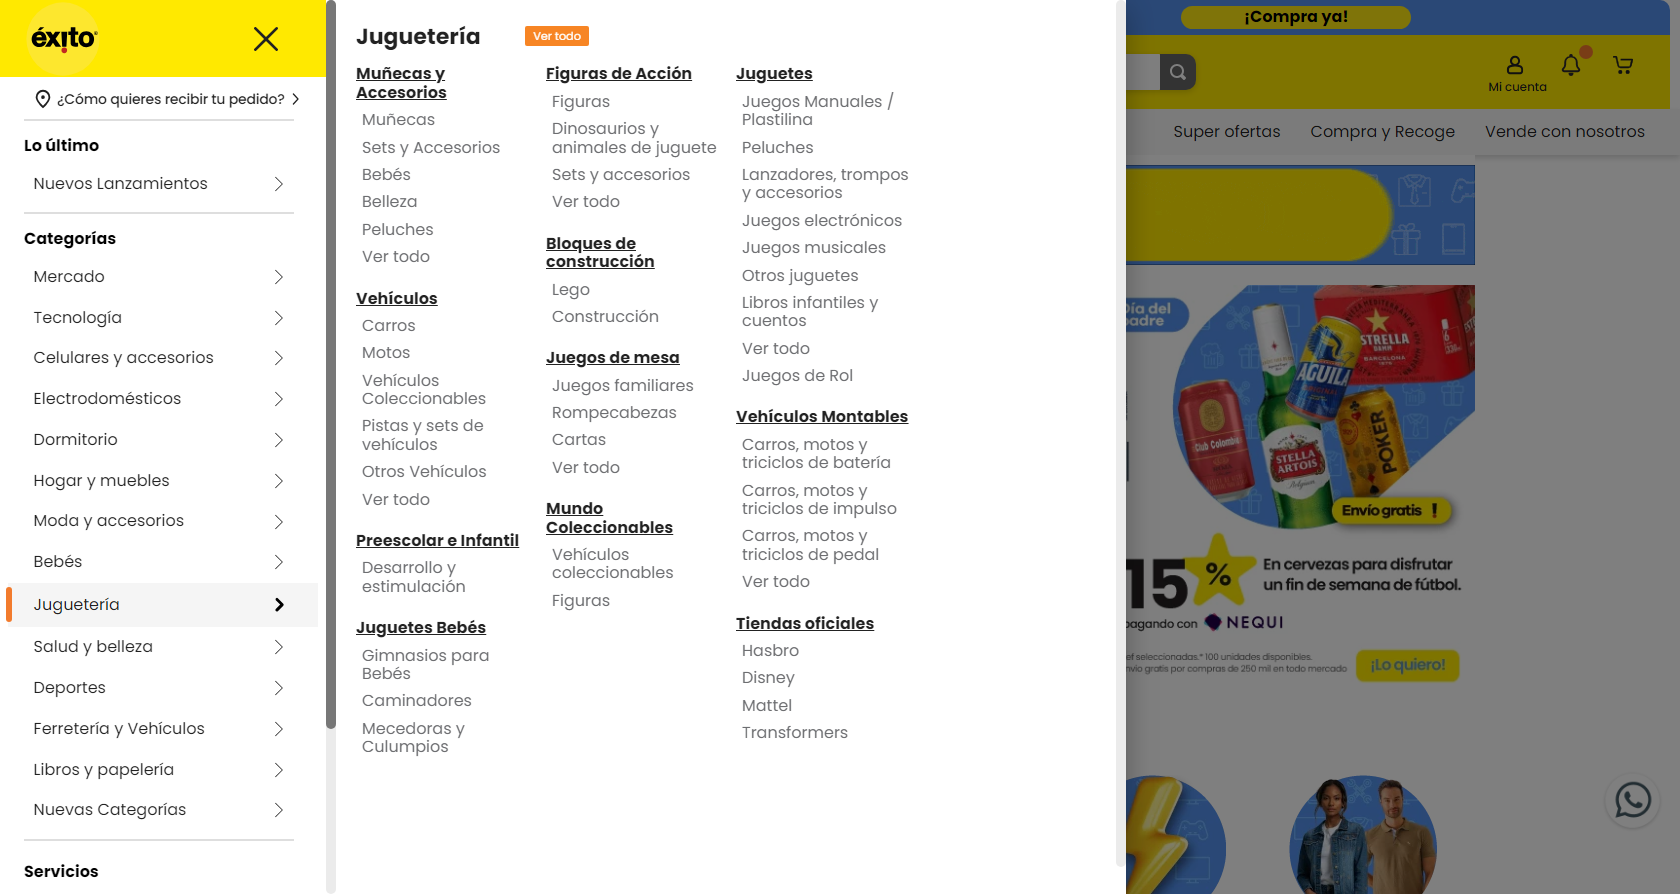 éxito
¿Cómo quieres recibir tu pedido?
Lo último
Nuevos Lanzamientos
Categorías
Mercado
Tecnología
Celulares y accesorios
Electrodomésticos
Dormitorio
Hogar y muebles
Moda y accesorios
Bebés
Juguetería
Salud y belleza
Deportes
Ferretería y Vehículos
Libros y papelería
Nuevas Categorías
Servicios
Juguetería
Ver todo
Muñecas y
Accesorios
Muñecas
Sets y Accesorios
Bebés
Belleza
Peluches
Ver todo
Vehículos
Carros
Motos
Vehículos
Coleccionables
Pistas y sets de
vehículos
Otros Vehículos
Ver todo
Preescolar e Infantil
Desarrollo y
estimulación
Juguetes Bebés
Gimnasios para
Bebés
Caminadores
Mecedoras y
Culumpios
Figuras de Acción
Figuras
Dinosaurios y
animales de juguete
Sets y accesorios
Ver todo
Bloques de
construcción
Lego
Construcción
Juegos de mesa
Juegos familiares
Rompecabezas
Cartas
Ver todo
Mundo
Coleccionables
Vehículos
coleccionables
Figuras
Juguetes
Juegos Manuales /
Plastilina
Peluches
Lanzadores, trompos
y accesorios
Juegos electrónicos
Juegos musicales
Otros juguetes
Libros infantiles y
cuentos
Ver todo
Juegos de Rol
Vehículos Montables
Carros, motos y
triciclos de batería
Carros, motos y
triciclos de impulso
Carros, motos y
triciclos de pedal
Ver todo
Tiendas oficiales
Hasbro
Disney
Mattel
Transformers
¡Compra ya!
Mi cuenta
Super ofertas
Compra y Recoge
Vende con nosotros
Día del
padre
ESTRELLA
DAMM
BARCELONA
AGUILA
Club Colombia
STELLA
ARTOIS
Belgium
POKER
Envío gratis !
15 %
En cervezas para disfrutar
un fin de semana de fútbol.
pagando con NEQUI
ef seleccionadas.* 100 unidades disponibles.
nvío gratis por compras de 250 mil en todo mercado
¡Lo quiero!